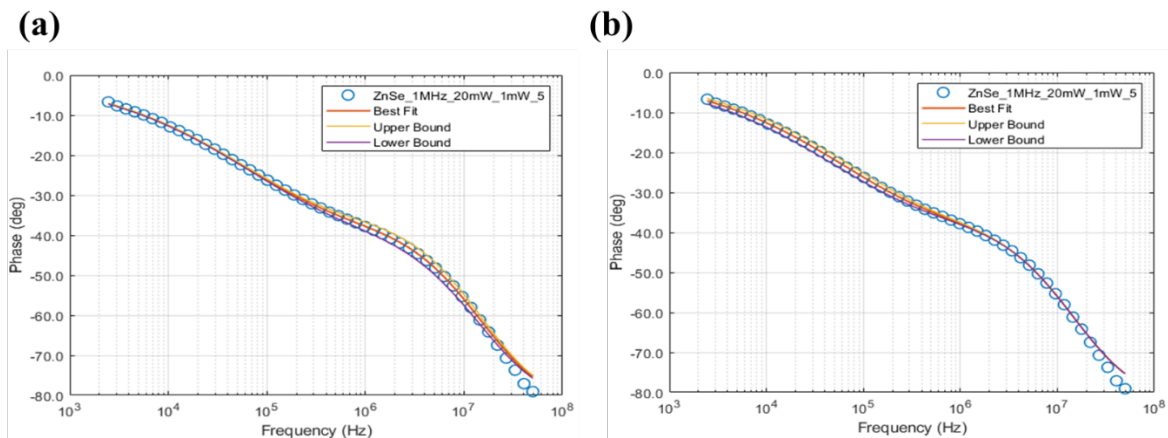 (a)
(b)
0.0
-10.0
-20.0
-30.0
-40.0
-50.0
-60.0
-70.0
-80.0
Phase (deg)
ZnSe_1MHz_20mW_1mW_5
Best Fit
Upper Bound
Lower Bound
10^3
10^4
10^5
10^6
10^7
10^8
Frequency (Hz)
0.0
-10.0
-20.0
-30.0
-40.0
-50.0
-60.0
-70.0
-80.0
Phase (deg)
ZnSe_1MHz_20mW_1mW_5
Best Fit
Upper Bound
Lower Bound
10^3
10^4
10^5
10^6
10^7
10^8
Frequency (Hz)